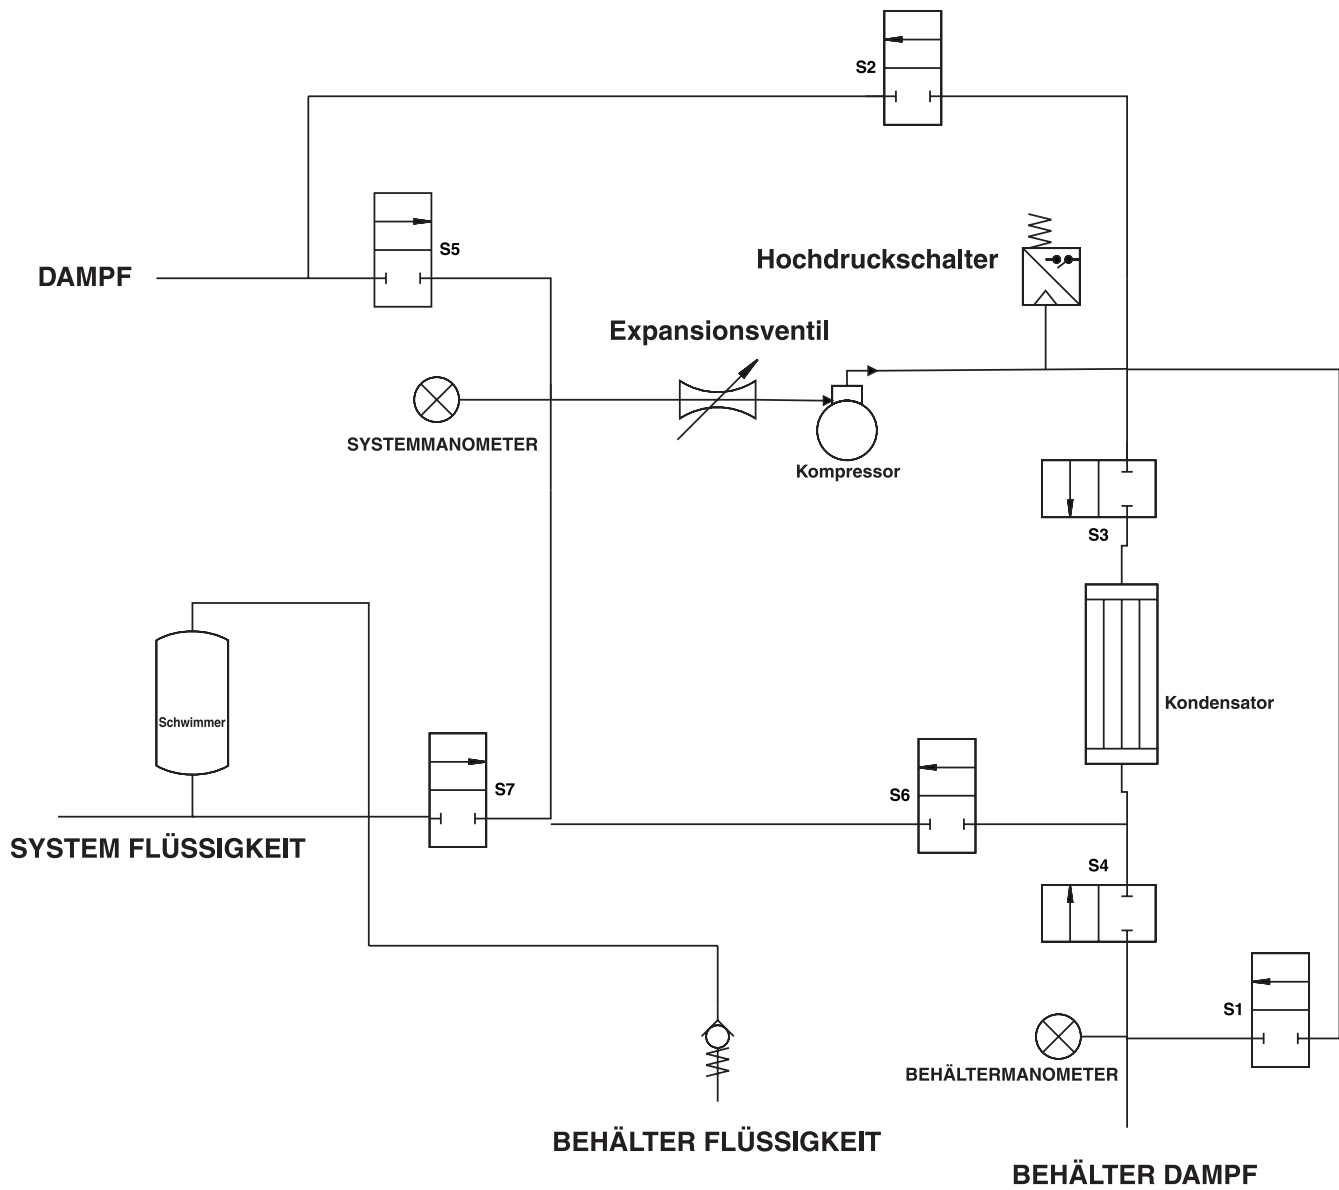 S2
S5
DAMPF
Hochdruckschalter
Expansionsventil
SYSTEMMANOMETER
Kompressor
S3
Schwimmer
Kondensator
S7
S6
SYSTEM FLÜSSIGKEIT
S4
S1
BEHÄLTERMANOMETER
BEHÄLTER FLÜSSIGKEIT
BEHÄLTER DAMPF